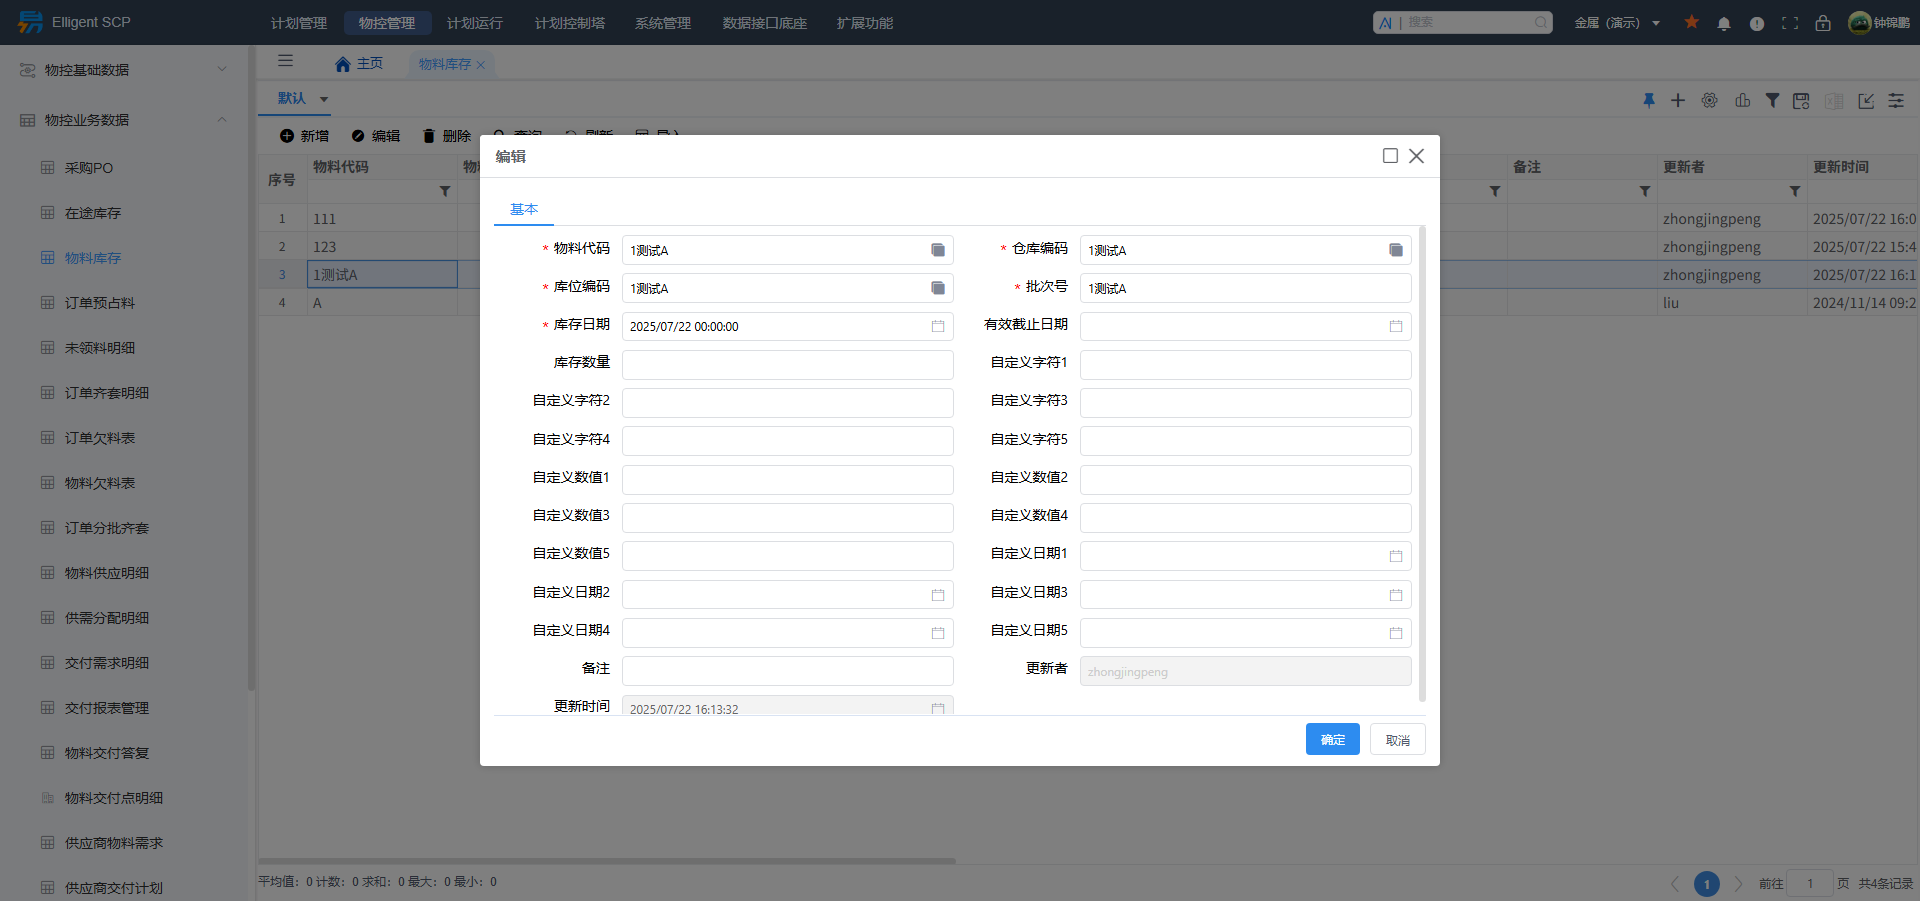 Elligent SCP
计划管理
物控管理
计划运行
计划控制塔
系统管理
数据接口底座
扩展功能
搜索
金属 (演示)
钟锦鹏
物控基础数据
物控业务数据
采购PO
在途库存
物料库存
订单预占料
未领料明细
订单齐套明细
订单欠料表
物料欠料表
订单分批齐套
物料供应明细
供需分配明细
交付需求明细
交付报表管理
物料交付答复
物料交付点明细
供应商物料需求
供应商交付计划
主页
物料库存
默认
新增
编辑
删除
查询
刷新
导入
序号
物料代码
备注
更新者
更新时间
1 111 zhongjingpeng 2025/07/22 16:0
2 123 zhongjingpeng 2025/07/22 15:4
3 1测试A zhongjingpeng 2025/07/22 16:1
4 A liu 2024/11/14 09:2
编辑
基本
* 物料代码 1测试A
* 仓库编码 1测试A
* 库位编码 1测试A
* 批次号 1测试A
* 库存日期 2025/07/22 00:00:00
有效截止日期
库存数量
自定义字符1
自定义字符2
自定义字符3
自定义字符4
自定义字符5
自定义数值1
自定义数值2
自定义数值3
自定义数值4
自定义数值5
自定义日期1
自定义日期2
自定义日期3
自定义日期4
自定义日期5
备注
更新者 zhongjingpeng
更新时间 2025/07/22 16:13:32
确定
取消
平均值: 0 计数: 0 求和: 0 最大: 0 最小: 0
1
前往 1 页 共4条记录